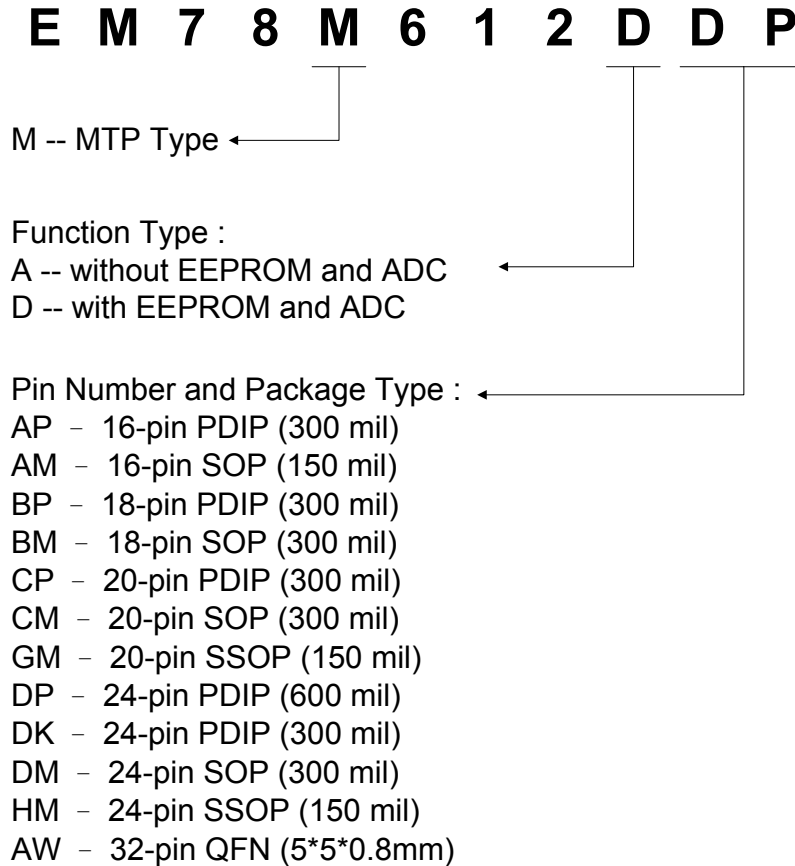 E M 7 8 M 6 1 2 D D P
M -- MTP Type
Function Type :
A -- without EEPROM and ADC
D -- with EEPROM and ADC
Pin Number and Package Type :
AP – 16-pin PDIP (300 mil)
AM – 16-pin SOP (150 mil)
BP – 18-pin PDIP (300 mil)
BM – 18-pin SOP (300 mil)
CP – 20-pin PDIP (300 mil)
CM – 20-pin SOP (300 mil)
GM – 20-pin SSOP (150 mil)
DP – 24-pin PDIP (600 mil)
DK – 24-pin PDIP (300 mil)
DM – 24-pin SOP (300 mil)
HM – 24-pin SSOP (150 mil)
AW – 32-pin QFN (5*5*0.8mm)